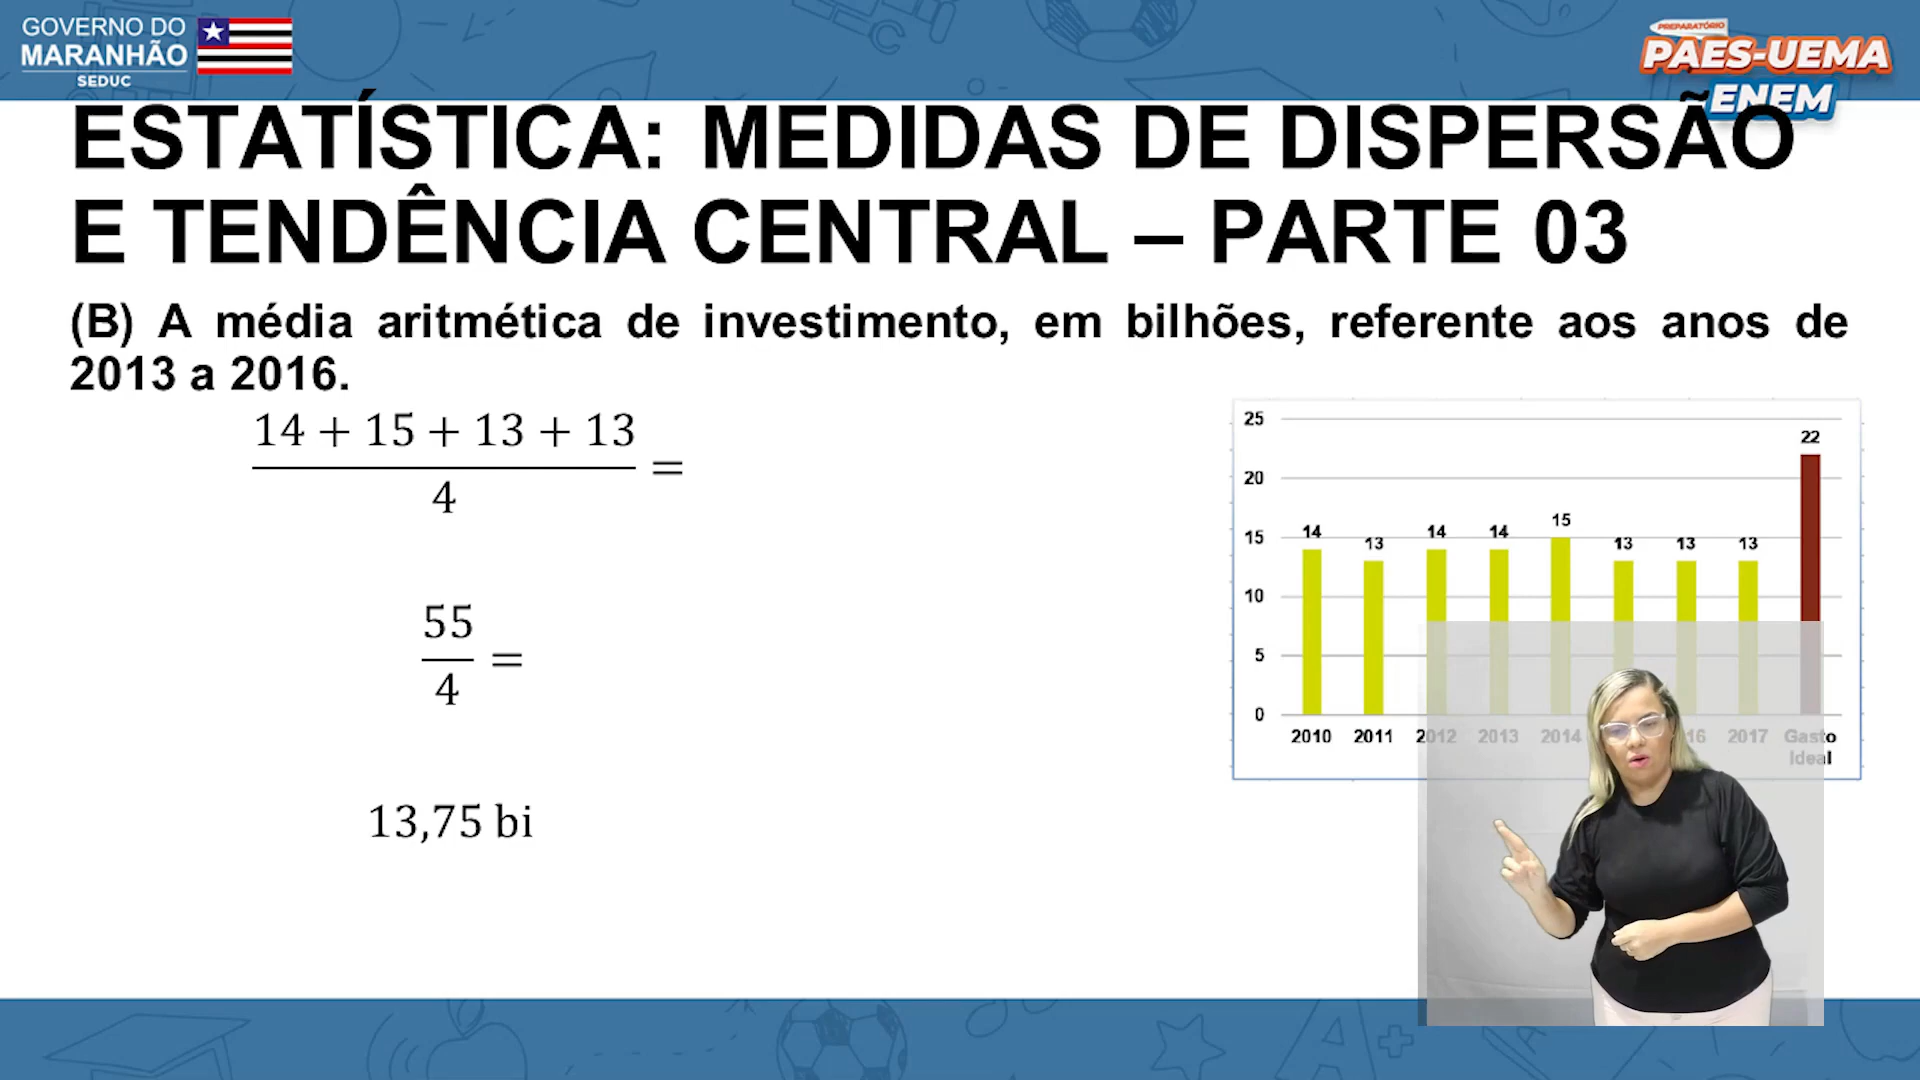 GOVERNO DO
MARANHÃO
SEDUC
PREPARATÓRIO
PAES-UEMA
ENEM
ESTATÍSTICA: MEDIDAS DE DISPERSÃO
E TENDÊNCIA CENTRAL – PARTE 03
(B) A média aritmética de investimento, em bilhões, referente aos anos de
2013 a 2016.
14 + 15 + 13 + 13
=
4
55
=
4
13,75 bi
25
22
20
15
14 13 14 14 15 13 13 13
10
5
0
2010 2011 2012 2013 2014 16 2017 Gasto
Ideal